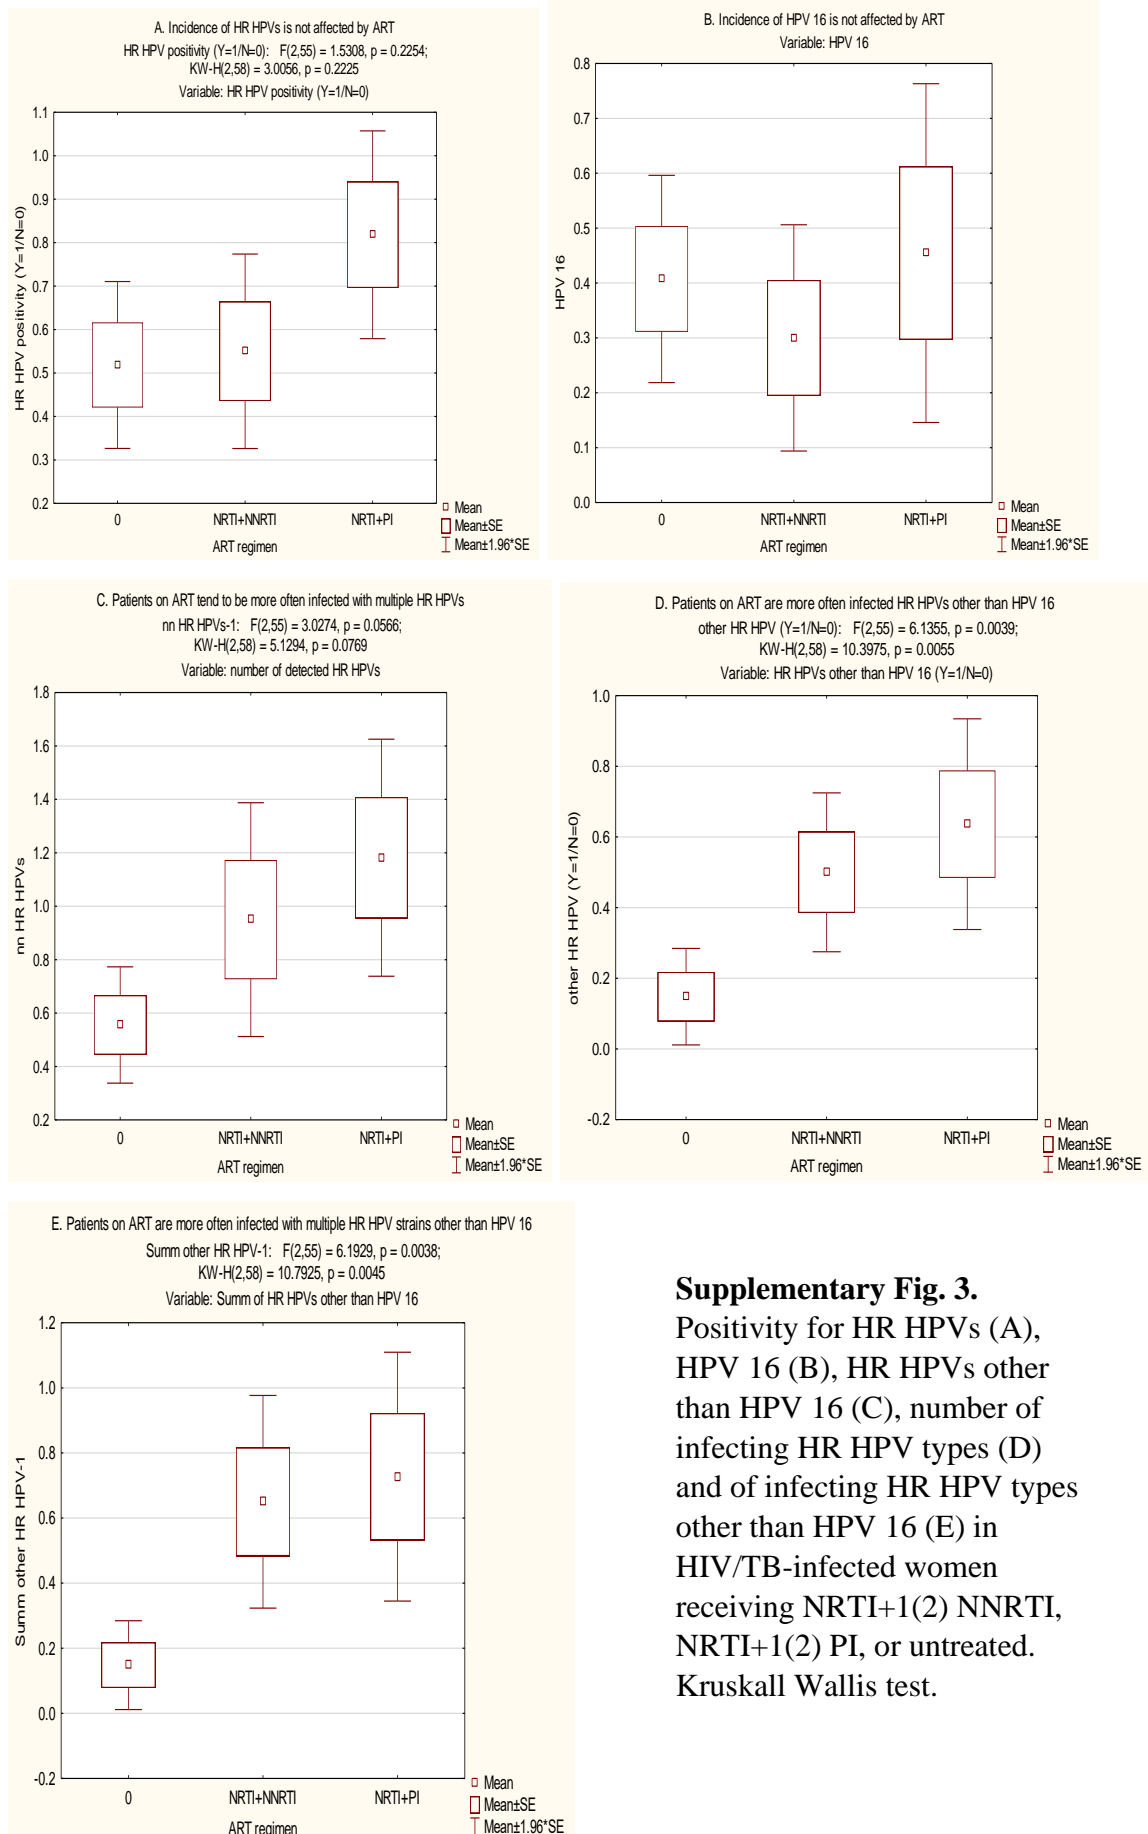 A. Incidence of HR HPVs is not affected by ART
HR HPV positivity (Y=1/N=0): F(2,55) = 1.5308, p = 0.2254;
KW-H(2,58) = 3.0056, p = 0.2225
Variable: HR HPV positivity (Y=1/N=0)
1.1
1.0
0.9
0.8
0.7
0.6
0.5
0.4
0.3
0.2
HR HPV positivity (Y=1/N=0)
0 NRTI+NNRTI NRTI+PI
ART regimen
Mean
Mean±SE
Mean±1.96*SE
B. Incidence of HPV 16 is not affected by ART
Variable: HPV 16
0.8
0.7
0.6
0.5
0.4
0.3
0.2
0.1
0.0
HPV 16
0 NRTI+NNRTI NRTI+PI
ART regimen
Mean
Mean±SE
Mean±1.96*SE
C. Patients on ART tend to be more often infected with multiple HR HPVs
nn HR HPVs-1: F(2,55) = 3.0274, p = 0.0566;
KW-H(2,58) = 5.1294, p = 0.0769
Variable: number of detected HR HPVs
1.8
1.6
1.4
1.2
1.0
0.8
0.6
0.4
0.2
nn HR HPVs
0 NRTI+NNRTI NRTI+PI
ART regimen
Mean
Mean±SE
Mean±1.96*SE
D. Patients on ART are more often infected HR HPVs other than HPV 16
other HR HPV (Y=1/N=0): F(2,55) = 6.1355, p = 0.0039;
KW-H(2,58) = 10.3975, p = 0.0055
Variable: HR HPVs other than HPV 16 (Y=1/N=0)
1.0
0.8
0.6
0.4
0.2
0.0
-0.2
other HR HPV (Y=1/N=0)
0 NRTI+NNRTI NRTI+PI
ART regimen
Mean
Mean±SE
Mean±1.96*SE
E. Patients on ART are more often infected with multiple HR HPV strains other than HPV 16
Summ other HR HPV-1: F(2,55) = 6.1929, p = 0.0038;
KW-H(2,58) = 10.7925, p = 0.0045
Variable: Summ of HR HPVs other than HPV 16
1.2
1.0
0.8
0.6
0.4
0.2
0.0
-0.2
Summ other HR HPV-1
0 NRTI+NNRTI NRTI+PI
ART regimen
Mean
Mean±SE
Mean±1.96*SE
Supplementary Fig. 3.
Positivity for HR HPVs (A),
HPV 16 (B), HR HPVs other
than HPV 16 (C), number of
infecting HR HPV types (D)
and of infecting HR HPV types
other than HPV 16 (E) in
HIV/TB-infected women
receiving NRTI+1(2) NNRTI,
NRTI+1(2) PI, or untreated.
Kruskall Wallis test.